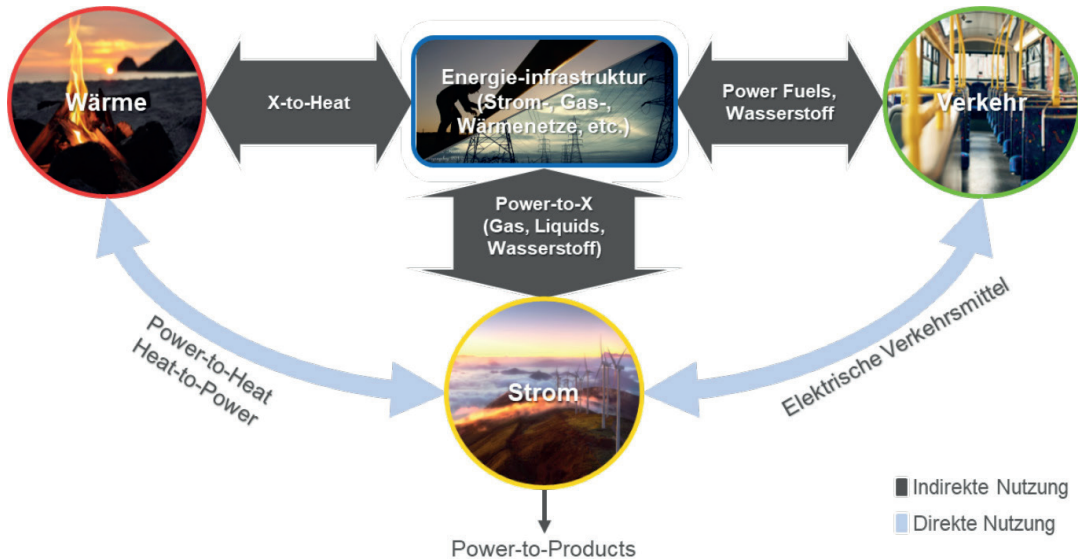 Wärme
X-to-Heat
Energie-infrastruktur
(Strom-, Gas-,
Wärmenetze, etc.)
Power Fuels,
Wasserstoff
Verkehr
Power-to-X
(Gas, Liquids,
Wasserstoff)
Power-to-Heat
Heat-to-Power
Strom
Elektrische Verkehrsmittel
Power-to-Products
Indirekte Nutzung
Direkte Nutzung